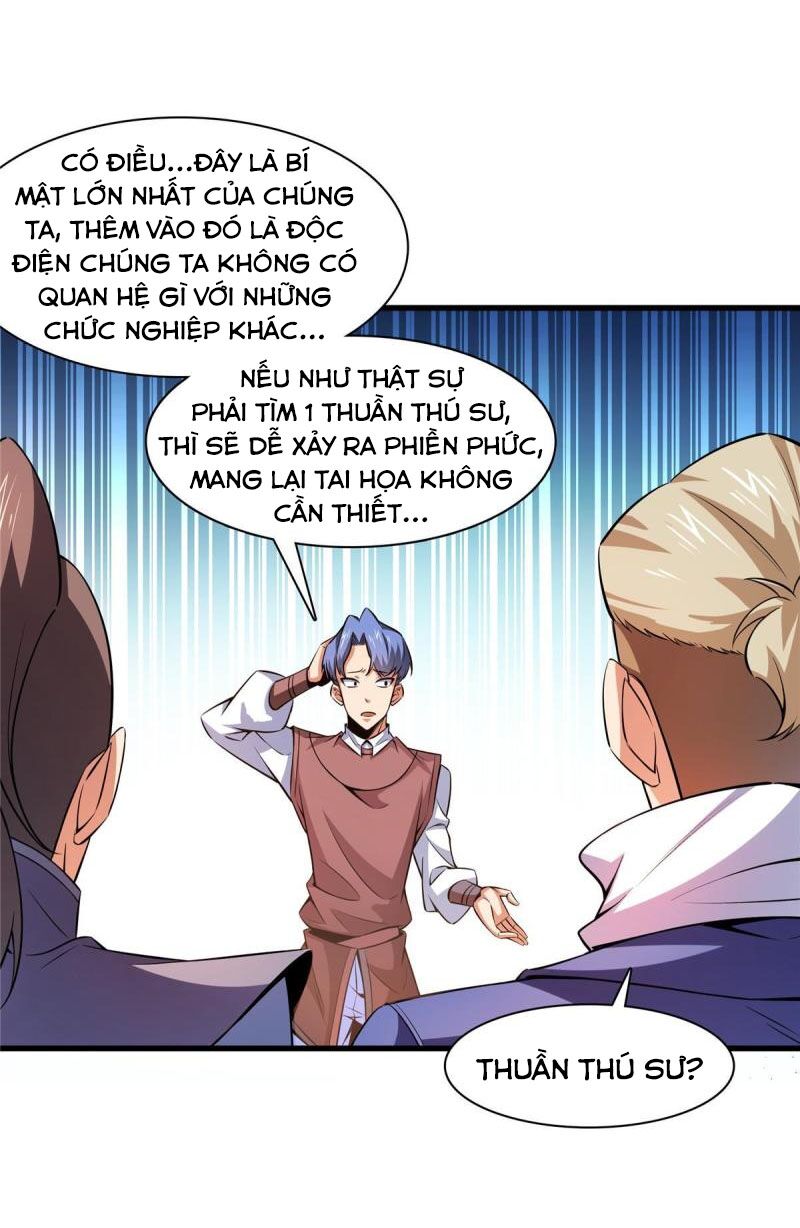 CÓ ĐIỀU...ĐÂY LÀ BÍ
MẬT LỚN NHẤT CỦA CHÚNG
TA, THÊM VÀO ĐÓ LÀ ĐỘC
ĐIỆN CHÚNG TA KHÔNG CÓ
QUAN HỆ GÌ VỚI NHỮNG
CHỨC NGHIỆP KHÁC...
NẾU NHƯ THẬT SỰ
PHẢI TÌM 1 THUẦN THÚ SƯ,
THÌ SẼ DỄ XẢY RA PHIỀN PHỨC,
MANG LẠI TAI HỌA KHÔNG
CẦN THIẾT...
THUẦN THÚ SƯ?